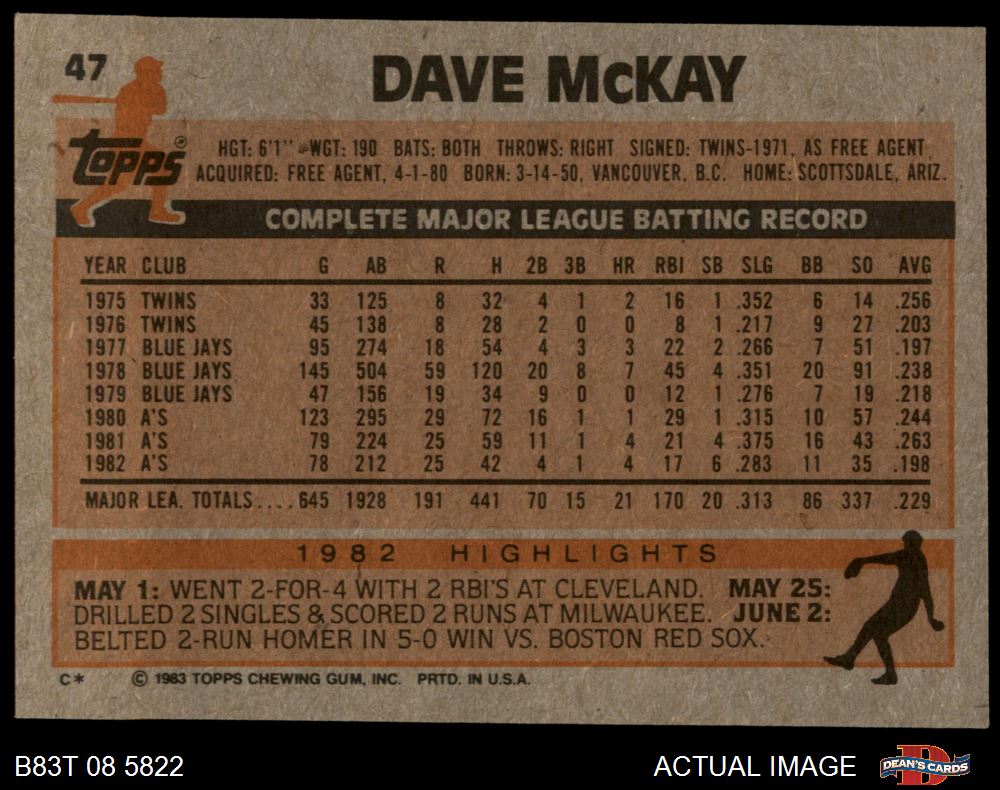 47
DAVE McKAY
TOPPS®
HGT: 6'1" WGT: 190 BATS: BOTH THROWS: RIGHT SIGNED: TWINS-1971, AS FREE AGENT
ACQUIRED: FREE AGENT, 4-1-80 BORN: 3-14-50, VANCOUVER, B.C. HOME: SCOTTSDALE, ARIZ.
COMPLETE MAJOR LEAGUE BATTING RECORD
YEAR CLUB G AB R H 2B 3B HR RBI SB SLG BB SO AVG
1975 TWINS 33 125 8 32 4 1 2 16 1 .352 6 14 .256
1976 TWINS 45 138 8 28 2 0 0 8 1 .217 9 27 .203
1977 BLUE JAYS 95 274 18 54 4 3 3 22 2 .266 7 51 .197
1978 BLUE JAYS 145 504 59 120 20 8 7 45 4 .351 20 91 .238
1979 BLUE JAYS 47 156 19 34 9 0 0 12 1 .276 7 19 .218
1980 A'S 123 295 29 72 16 1 1 29 1 .315 10 57 .244
1981 A'S 79 224 25 59 11 1 4 21 4 .375 16 43 .263
1982 A'S 78 212 25 42 4 1 4 17 6 .283 11 35 .198
MAJOR LEA. TOTALS.... 645 1928 191 441 70 15 21 170 20 .313 86 337 .229
1982 HIGHLIGHTS
MAY 1: WENT 2-FOR-4 WITH 2 RBI'S AT CLEVELAND. MAY 25:
DRILLED 2 SINGLES & SCORED 2 RUNS AT MILWAUKEE. JUNE 2:
BELTED 2-RUN HOMER IN 5-0 WIN VS. BOSTON RED SOX.
C* © 1983 TOPPS CHEWING GUM, INC. PRTD. IN U.S.A.
B83T 08 5822 ACTUAL IMAGE DEAN'S CARDS